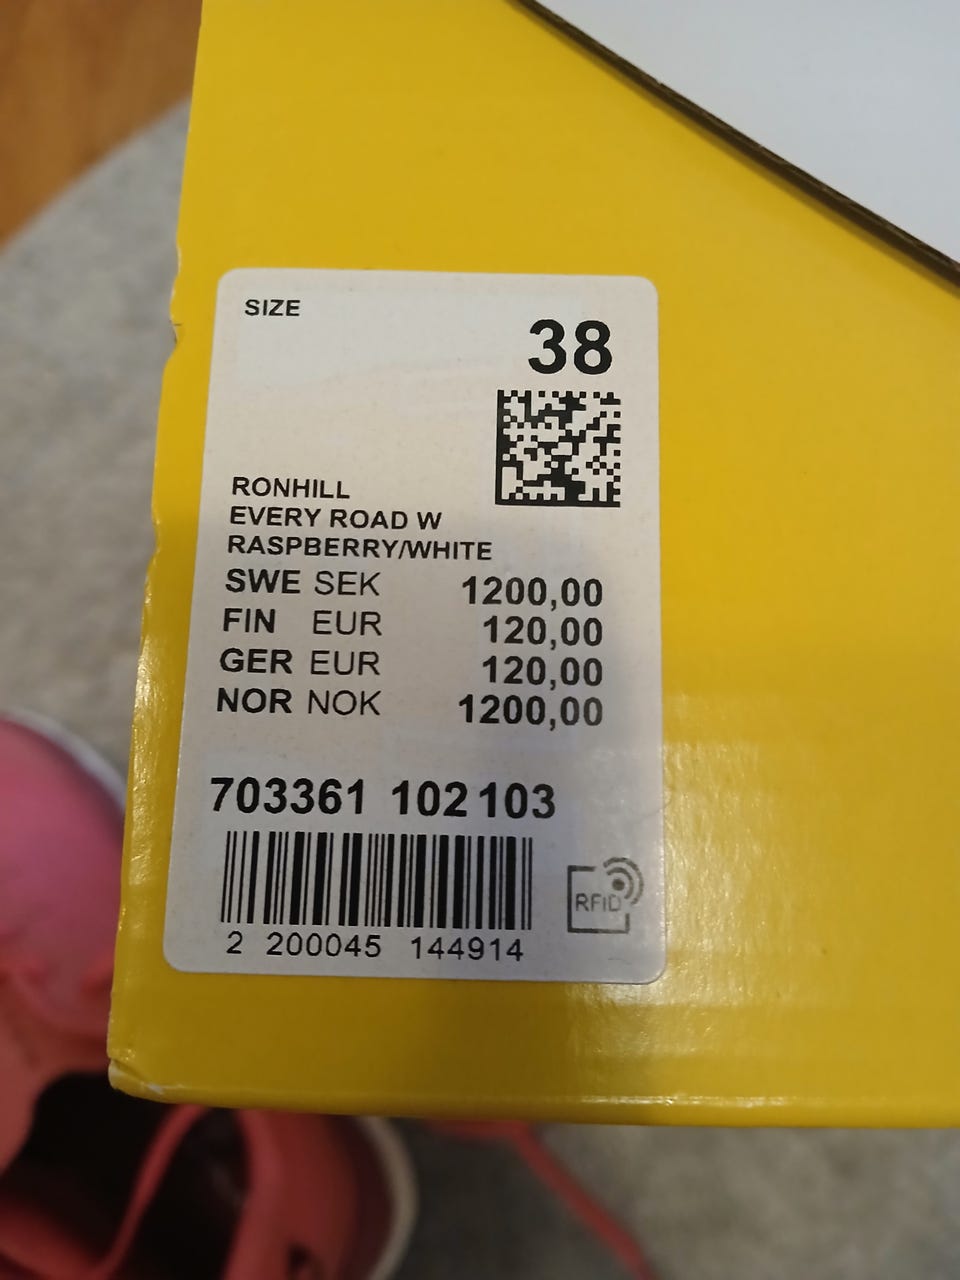 SIZE
38
RONHILL
EVERY ROAD W
RASPBERRY/WHITE
SWE SEK 1200,00
FIN EUR 120,00
GER EUR 120,00
NOR NOK 1200,00
703361 102 103
RFID
2 200045 144914